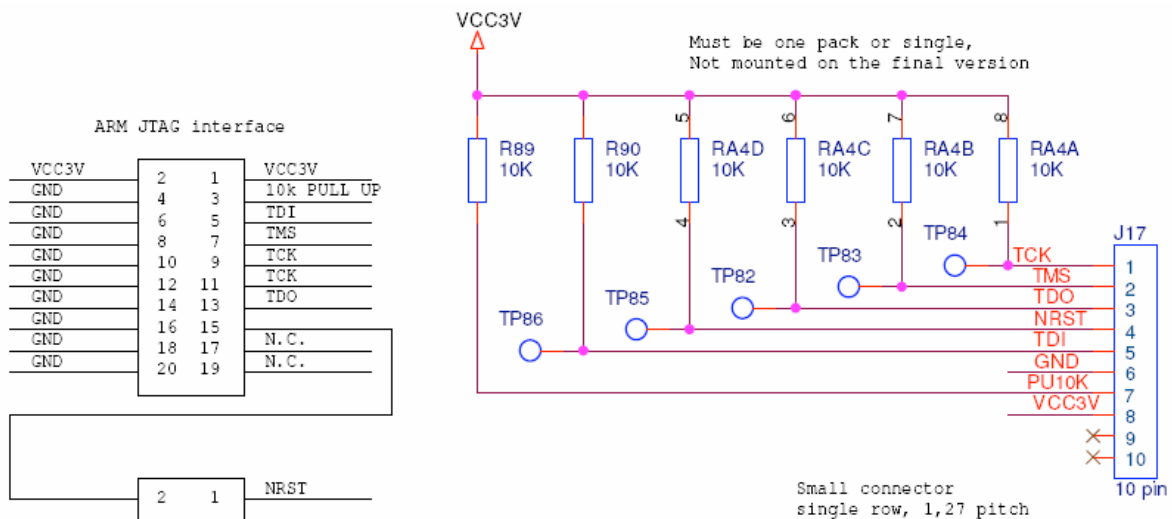 VCC3V
Must be one pack or single,
Not mounted on the final version
ARM JTAG interface
VCC3V 2 1 VCC3V
GND 4 3 10k PULL UP
GND 6 5 TDI
GND 8 7 TMS
GND 10 9 TCK
GND 12 11 TCK
GND 14 13 TDO
GND 16 15
GND 18 17 N.C.
GND 20 19 N.C.
2 1 NRST
5 6 7 8
R89 R90 RA4D RA4C RA4B RA4A
10K 10K 10K 10K 10K 10K
4 3 2 1
J17
TP84 TCK 1
TP83 TMS 2
TP82 TDO 3
TP85 NRST 4
TP86 TDI 5
GND 6
PU10K 7
VCC3V 8
9
10
10 pin
Small connector
single row, 1,27 pitch